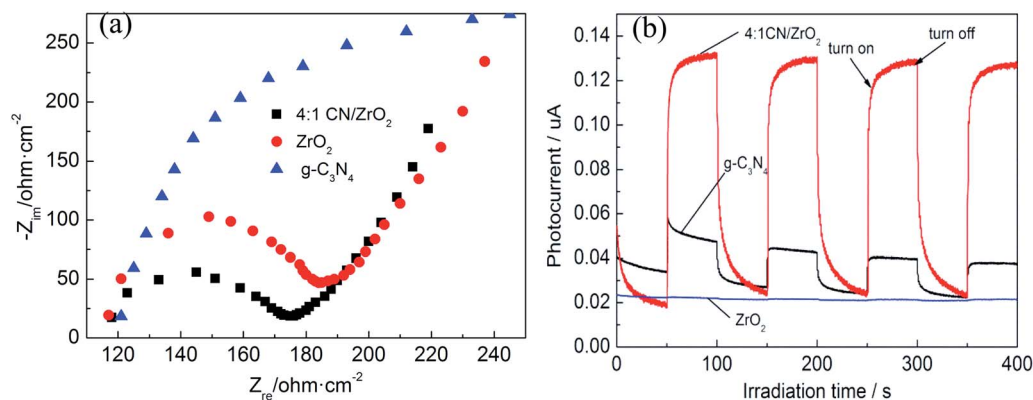 (a)
250
200
150
100
50
0
-Zim/ohm·cm-2
4:1 CN/ZrO2
ZrO2
g-C3N4
120 140 160 180 200 220 240
Zre/ohm·cm-2
(b)
0.14
0.12
0.10
0.08
0.06
0.04
0.02
0.00
Photocurrent / uA
4:1CN/ZrO2
turn on
turn off
g-C3N4
ZrO2
0 100 200 300 400
Irradiation time / s